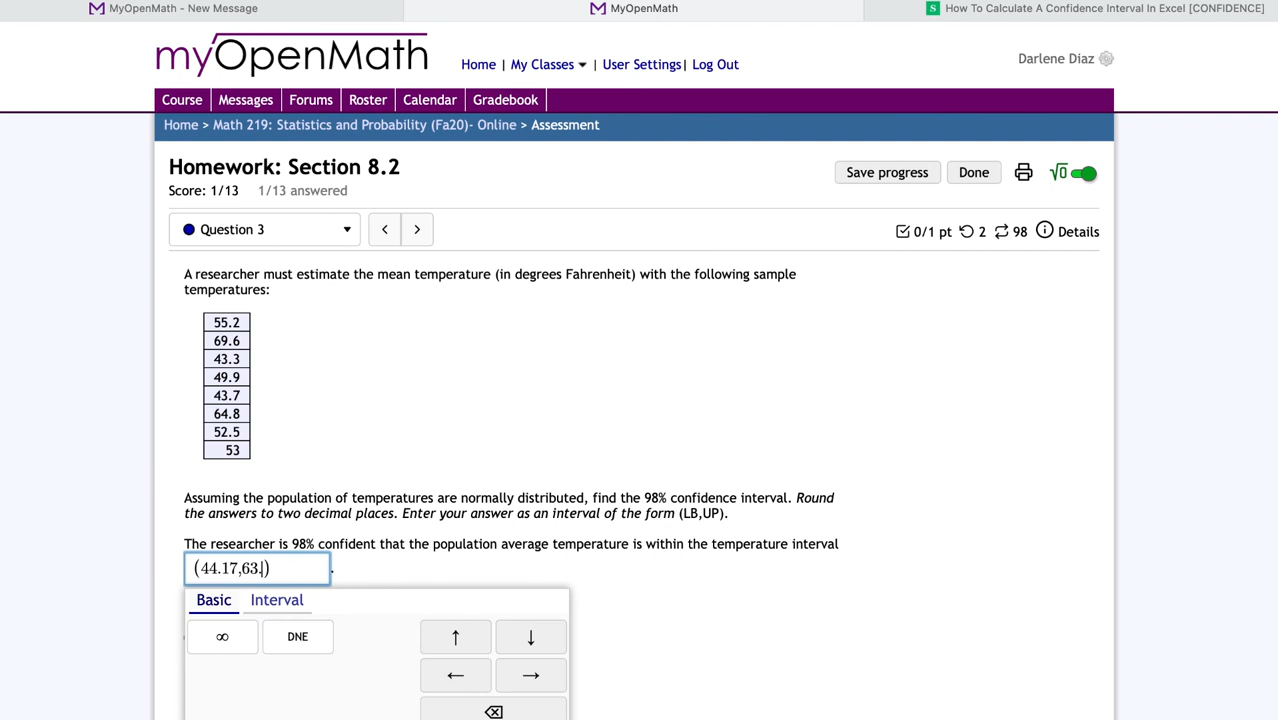 MyOpenMath - New Message
MyOpenMath
S How To Calculate A Confidence Interval In Excel [CONFIDENCE]
myOpenMath
Home | My Classes ▼ | User Settings | Log Out
Darlene Diaz
Course Messages Forums Roster Calendar Gradebook
Home > Math 219: Statistics and Probability (Fa20)- Online > Assessment
Homework: Section 8.2
Score: 1/13 1/13 answered
Save progress Done √0
Question 3 ▼ < >
0/1 pt 2 98 Details
A researcher must estimate the mean temperature (in degrees Fahrenheit) with the following sample
temperatures:
55.2
69.6
43.3
49.9
43.7
64.8
52.5
53
Assuming the population of temperatures are normally distributed, find the 98% confidence interval. Round
the answers to two decimal places. Enter your answer as an interval of the form (LB,UP).
The researcher is 98% confident that the population average temperature is within the temperature interval
(44.17,63.) .
Basic Interval
∞ DNE ↑ ↓
← →
⌫